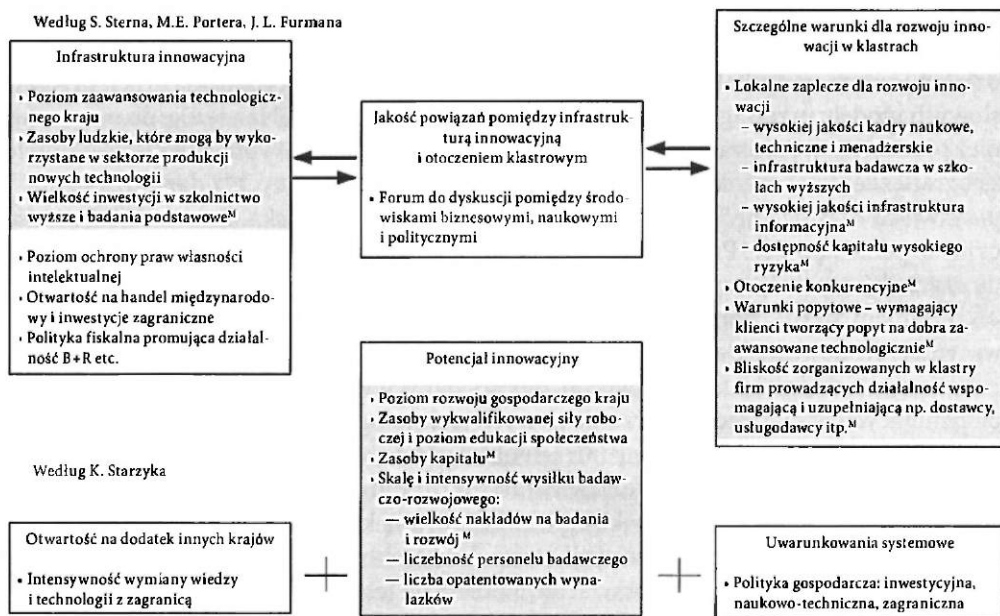 Według S. Sterna, M.E. Portera, J. L. Furmana
Infrastruktura innowacyjna
• Poziom zaawansowania technologicz-
nego kraju
• Zasoby ludzkie, które mogą by wyko-
rzystane w sektorze produkcji
nowych technologii
• Wielkość inwestycji w szkolnictwo
wyższe i badania podstawoweᴹ
• Poziom ochrony praw własności
intelektualnej
• Otwartość na handel międzynarodo-
wy i inwestycje zagraniczne
• Polityka fiskalna promująca działal-
ność B+R etc.
Jakość powiązań pomiędzy infrastruk-
turą innowacyjną
i otoczeniem klastrowym
• Forum do dyskuscji pomiędzy środo-
wiskami biznesowymi, naukowymi
i politycznymi
Szczególne warunki dla rozwoju inno-
wacji w klastrach
• Lokalne zaplecze dla rozwoju inno-
wacji
– wysokiej jakości kadry naukowe,
techniczne i menadżerskie
– infrastruktura badawcza w szko-
łach wyższych
– wysokiej jakości infrastruktura
informacyjnaᴹ
– dostępność kapitału wysokiego
ryzykaᴹ
• Otoczenie konkurencyjneᴹ
• Warunki popytowe – wymagający
klienci tworzący popyt na dobra za-
awansowane technologicznieᴹ
• Bliskość zorganizowanych w klastry
firm prowadzących działalność wspo-
magającą i uzupełniającą np. dostawcy,
usługodawcy itp.ᴹ
Według K. Starzyka
Otwartość na dodatek innych krajów
• Intensywność wymiany wiedzy
i technologii z zagranicą
+
Potencjał innowacyjny
• Poziom rozwoju gospodarczego kraju
• Zasoby wykwalifikowanej siły robo-
czej i poziom edukacji społeczeństwa
• Zasoby kapitałuᴹ
• Skalę i intensywność wysiłku badaw-
czo-rozwojowego:
— wielkość nakładów na badania
i rozwój ᴹ
— liczebność personelu badawczego
— liczba opatentowanych wyna-
lazków
+
Uwarunkowania systemowe
• Polityka gospodarcza: inwestycyjna,
naukowo-techniczna, zagraniczna